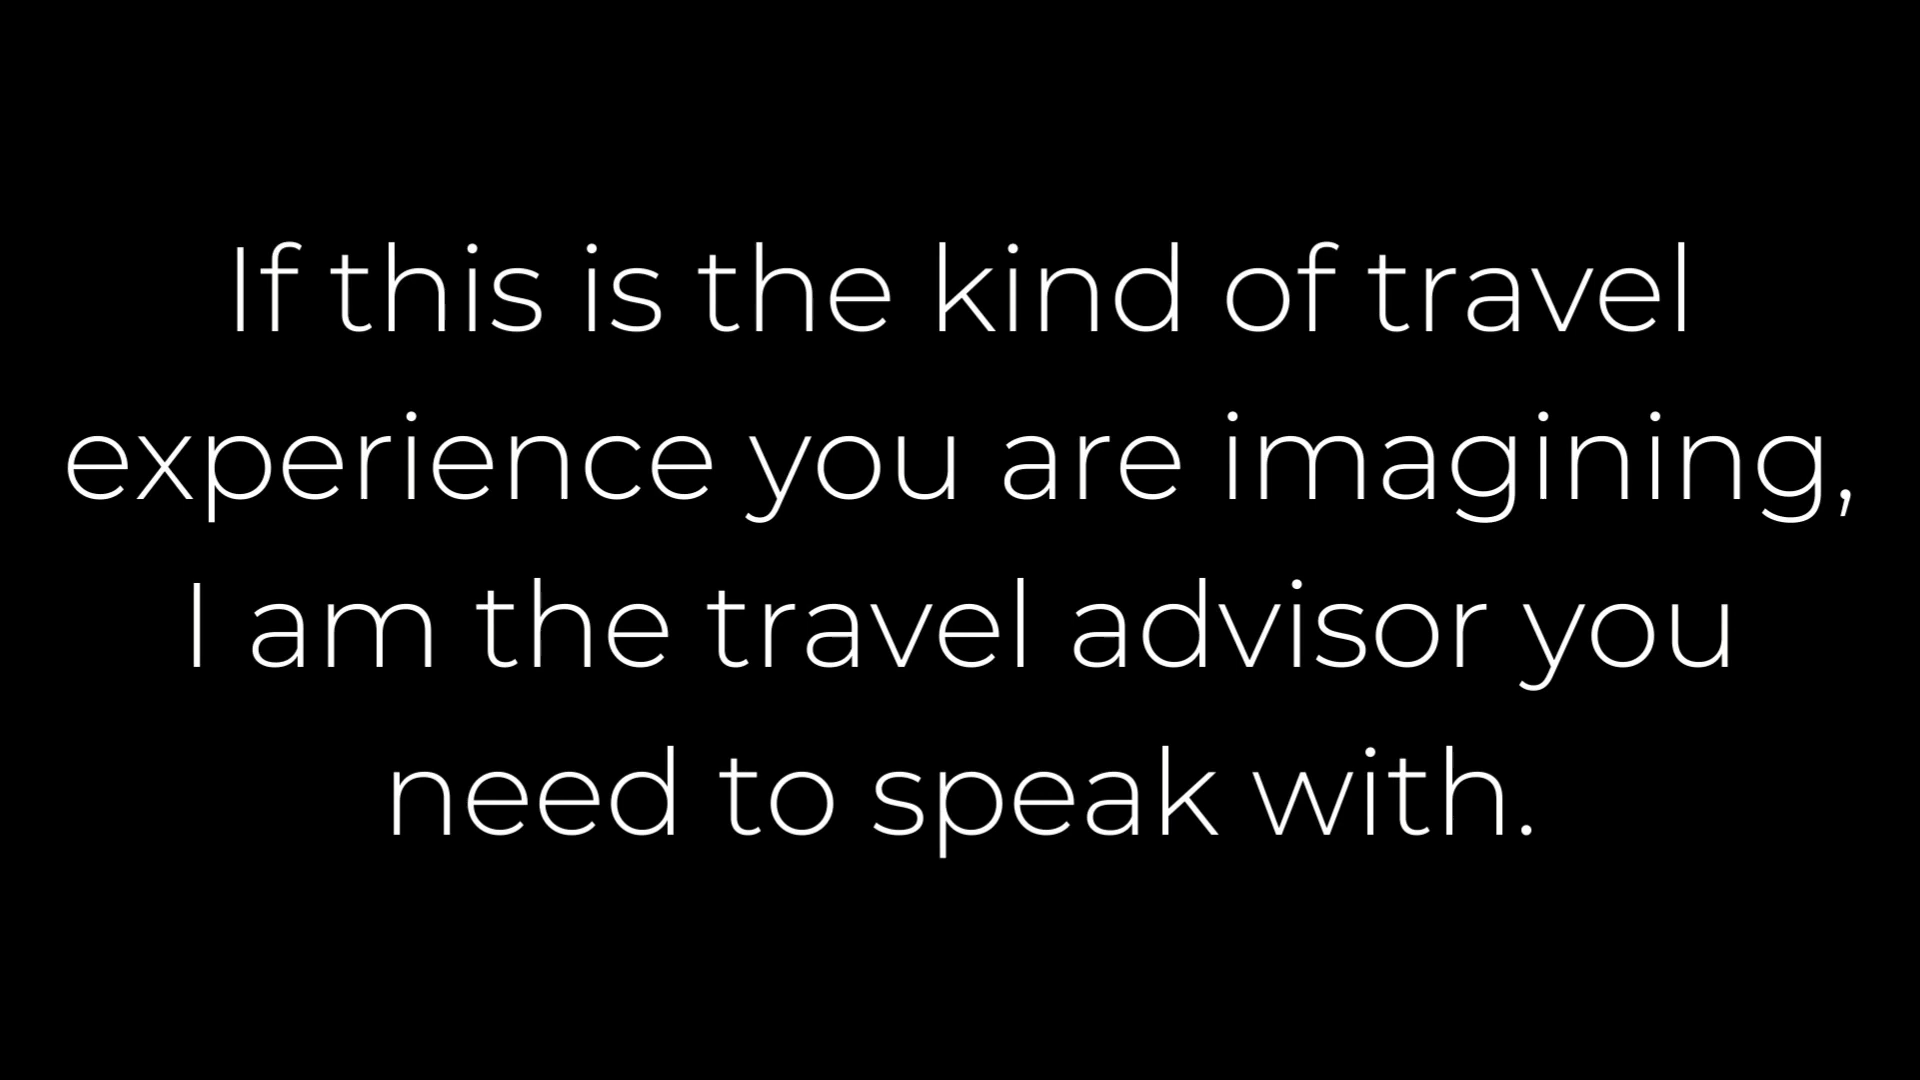 If this is the kind of travel
experience you are imagining,
I am the travel advisor you
need to speak with.